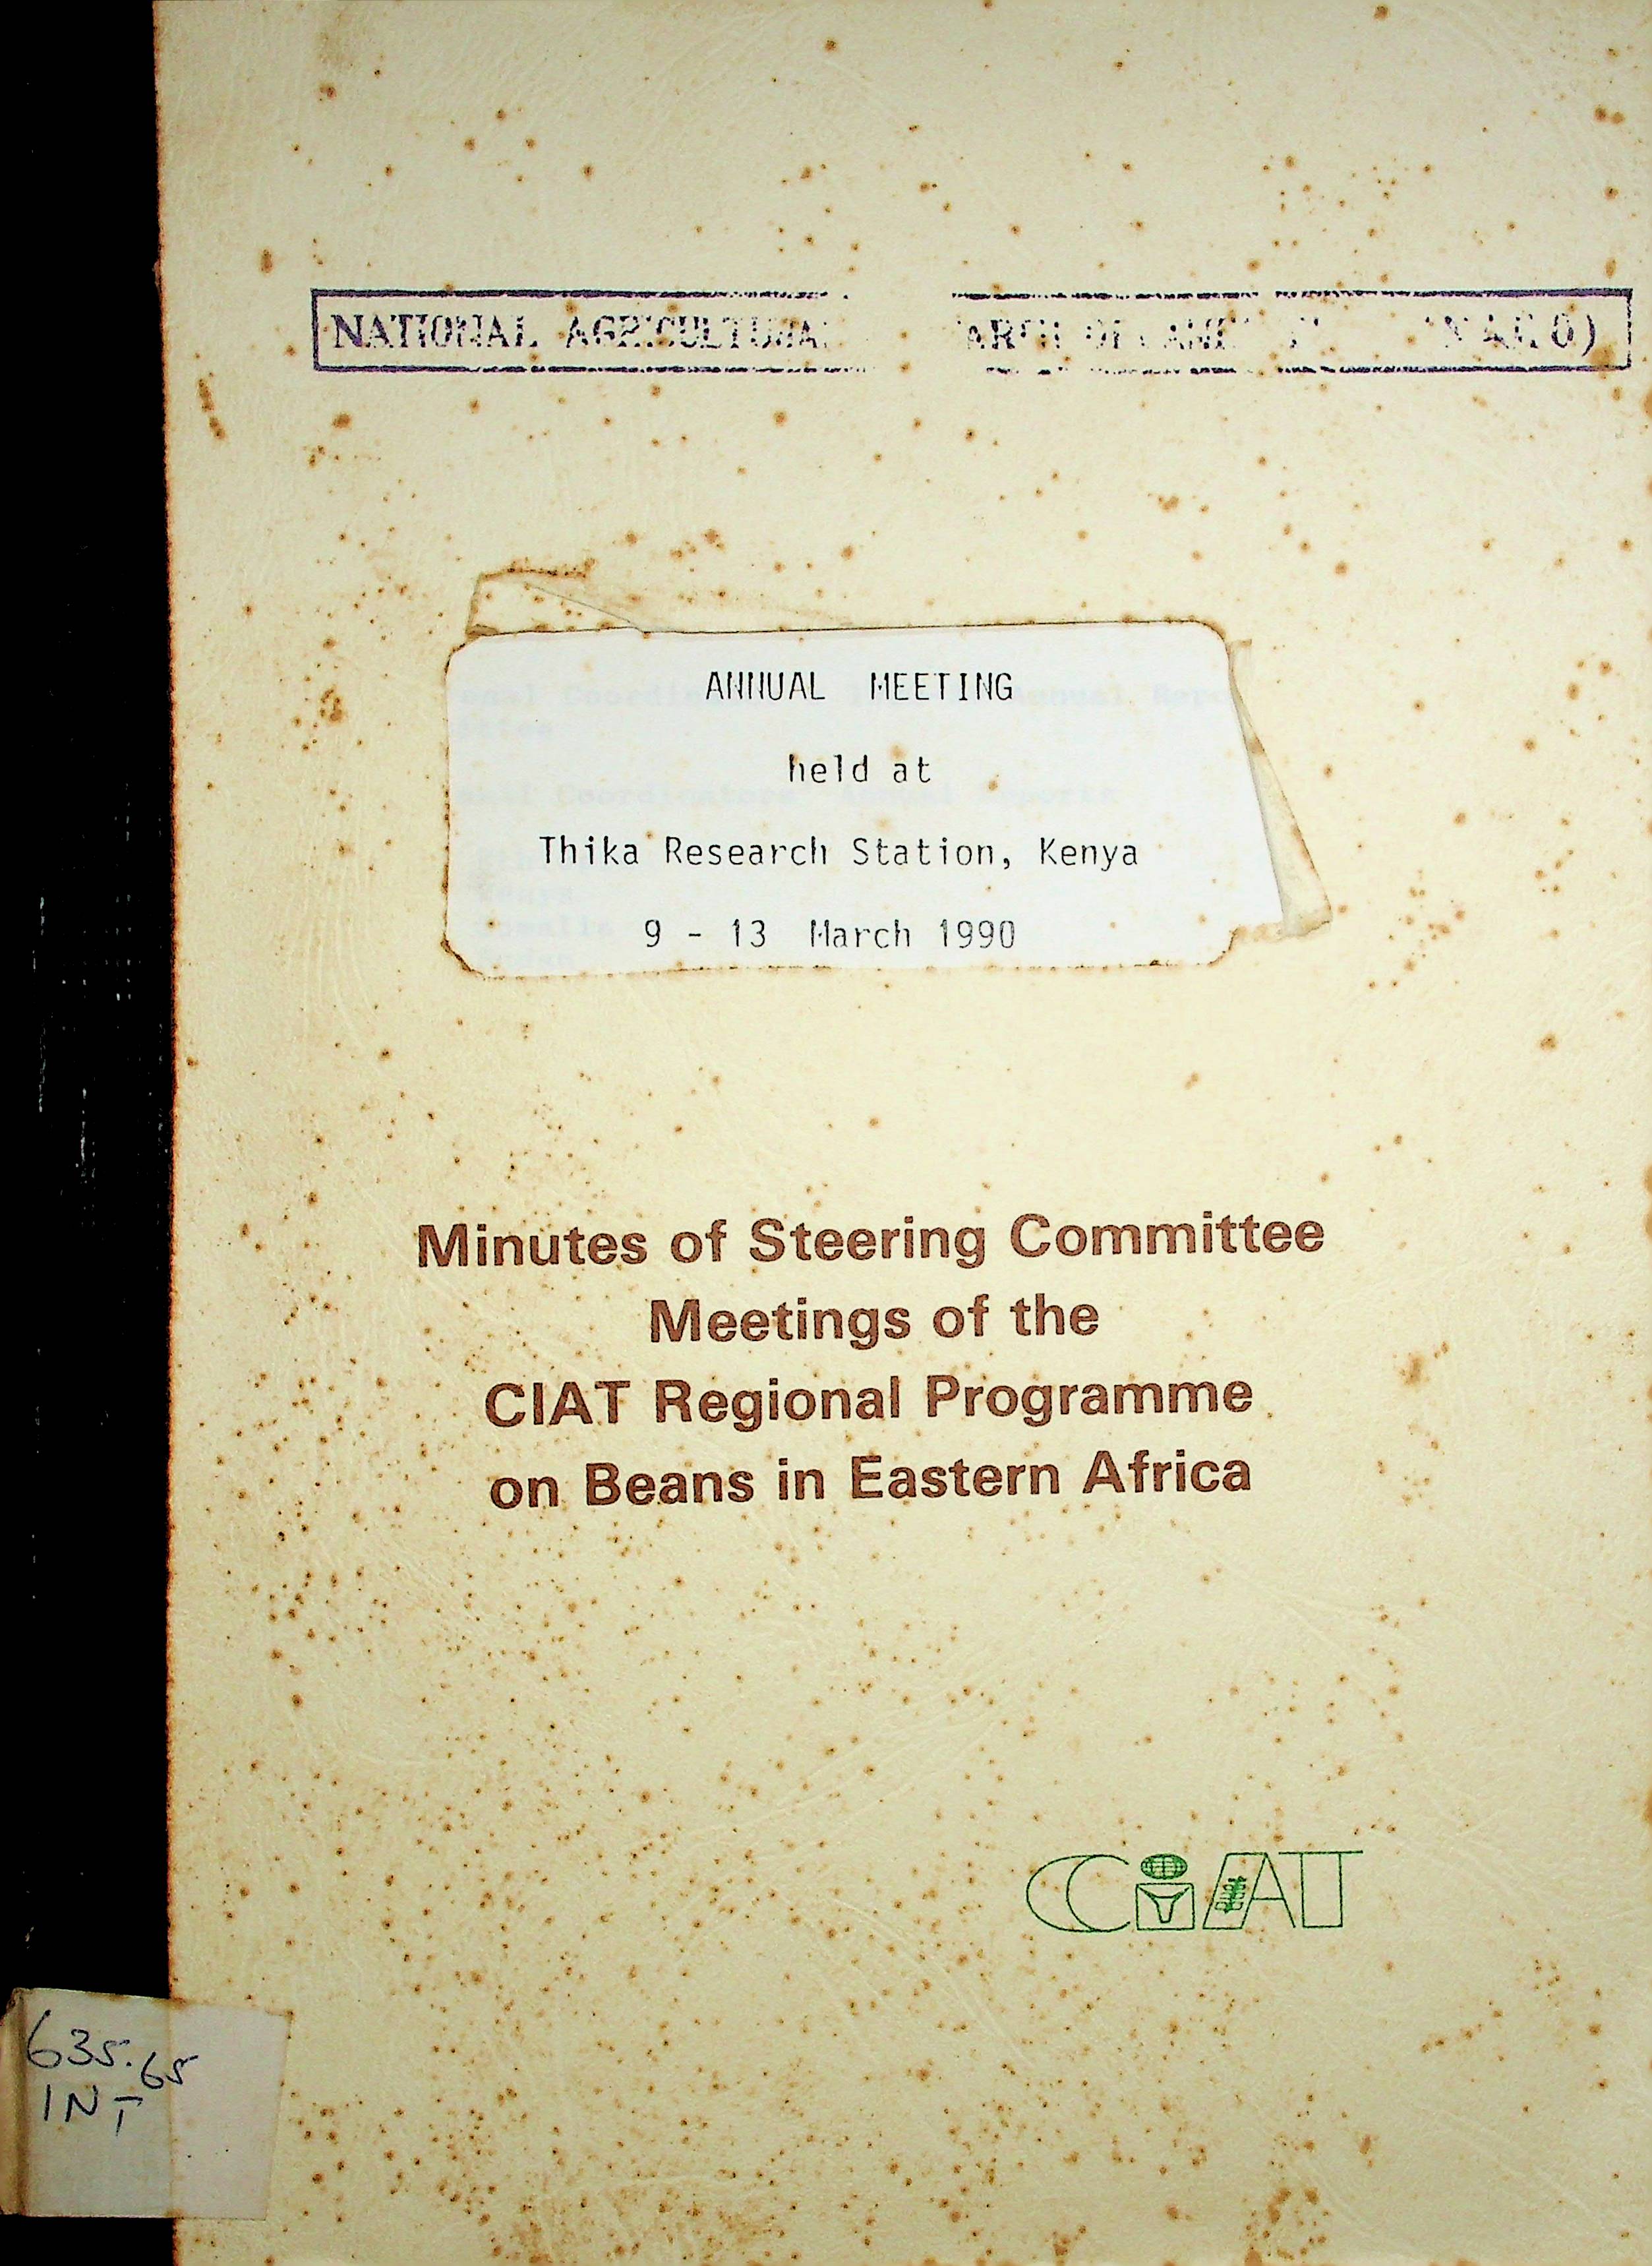 NATIONAL AGRICULTURAL
ANNUAL MEETING
held at
Thika Research Station, Kenya
9 - 13 March 1990
Minutes of Steering Committee
Meetings of the
CIAT Regional Programme
on Beans in Eastern Africa
CIAT
635.65
INT